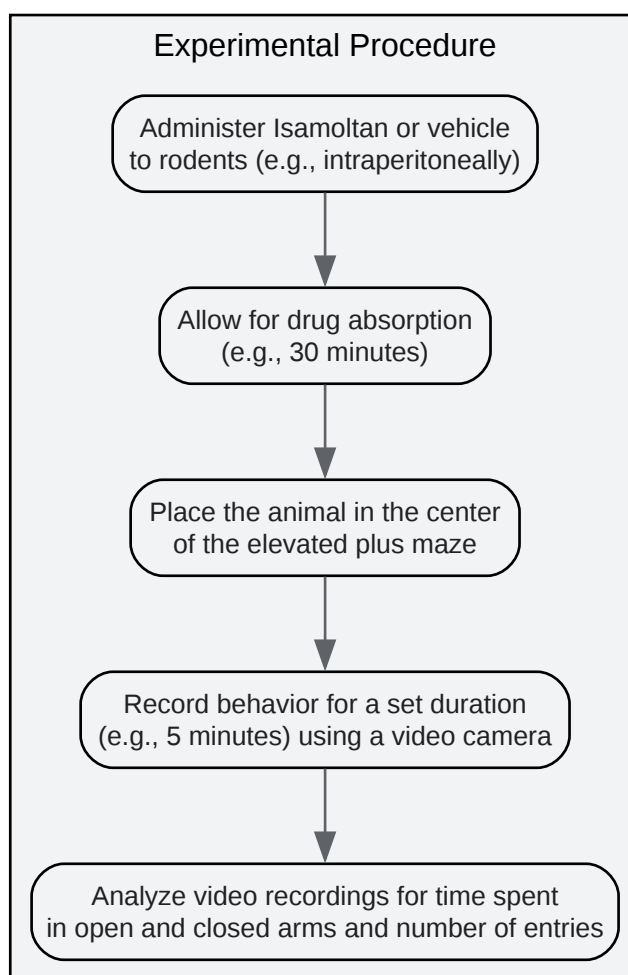 Experimental Procedure
Administer Isamoltan or vehicle
to rodents (e.g., intraperitoneally)
Allow for drug absorption
(e.g., 30 minutes)
Place the animal in the center
of the elevated plus maze
Record behavior for a set duration
(e.g., 5 minutes) using a video camera
Analyze video recordings for time spent
in open and closed arms and number of entries